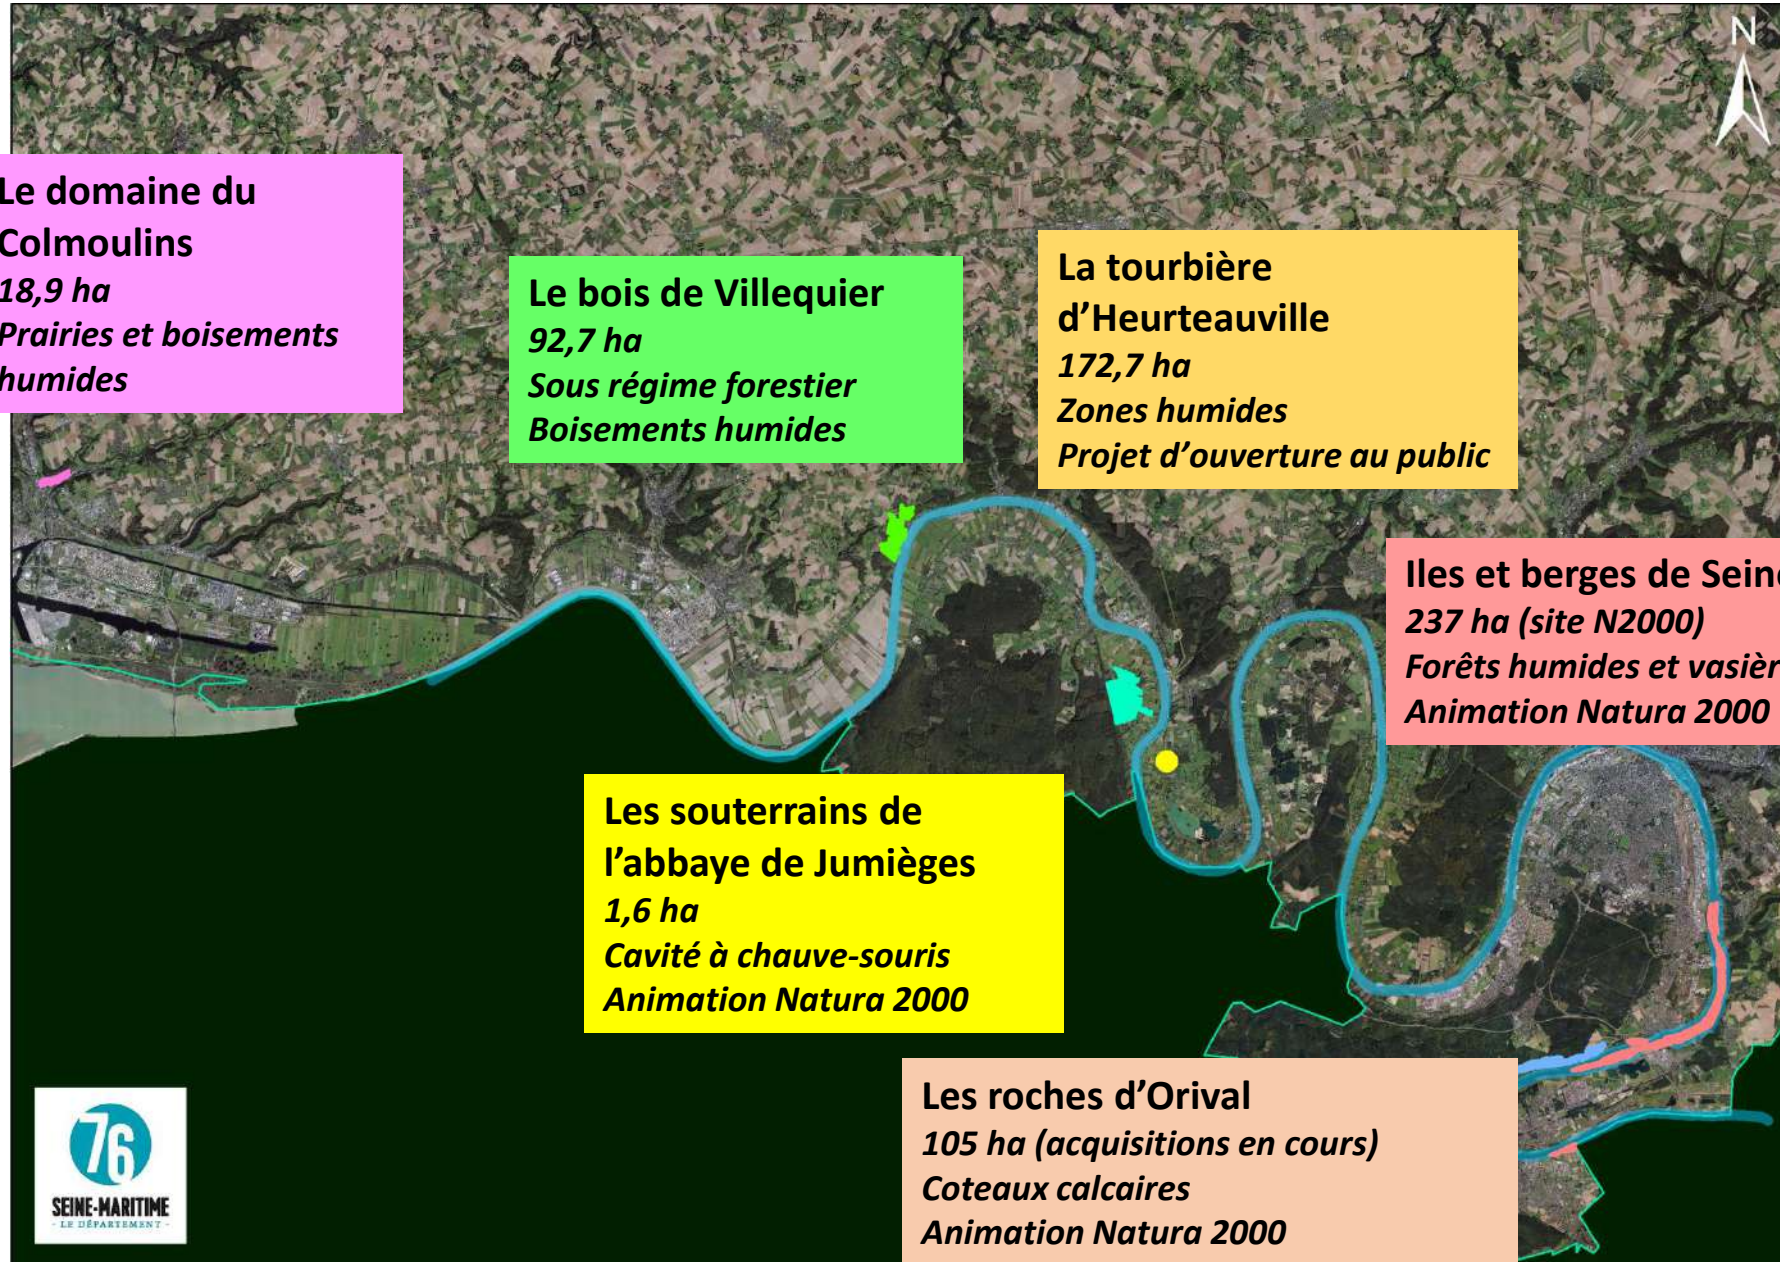 N
Le domaine du
Colmoulins
18,9 ha
Prairies et boisements
humides
Le bois de Villequier
92,7 ha
Sous régime forestier
Boisements humides
La tourbière
d’Heurteauville
172,7 ha
Zones humides
Projet d’ouverture au public
Iles et berges de Seine
237 ha (site N2000)
Forêts humides et vasièr
Animation Natura 2000
Les souterrains de
l’abbaye de Jumièges
1,6 ha
Cavité à chauve-souris
Animation Natura 2000
Les roches d’Orival
105 ha (acquisitions en cours)
Coteaux calcaires
Animation Natura 2000
76
SEINE-MARITIME
- LE DÉPARTEMENT -